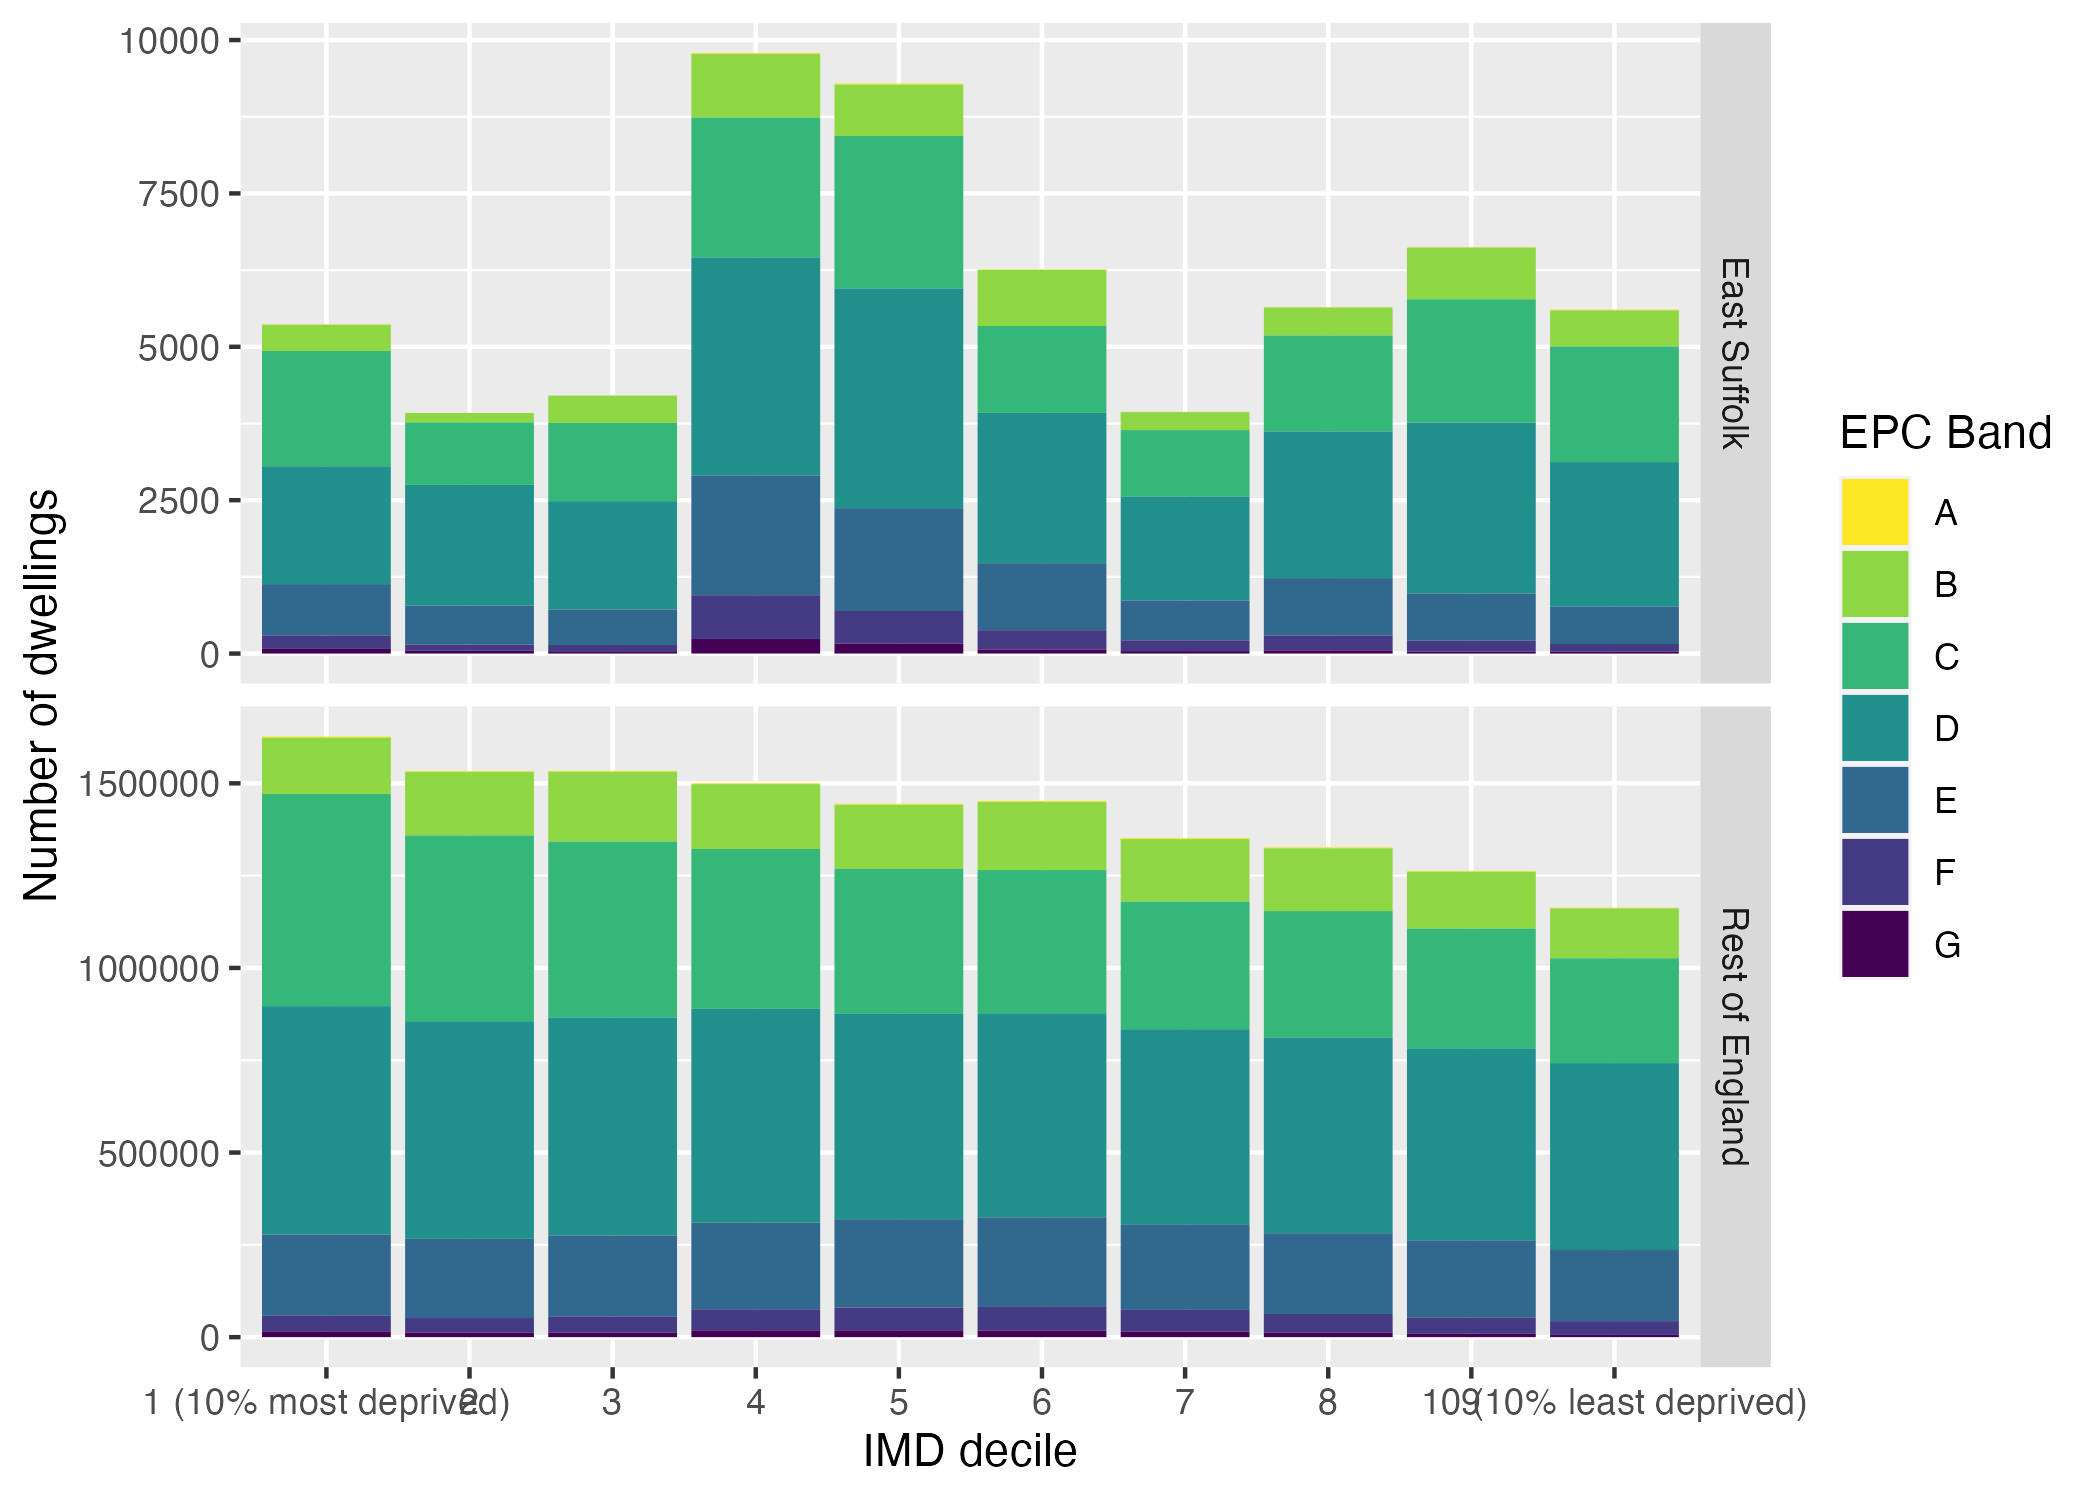 10000
7500
5000
2500
0
East Suffolk
1500000
1000000
500000
0
Rest of England
1 (10% most deprived)
2
3
4
5
6
7
8
9
10 (10% least deprived)
IMD decile
Number of dwellings
EPC Band
A
B
C
D
E
F
G